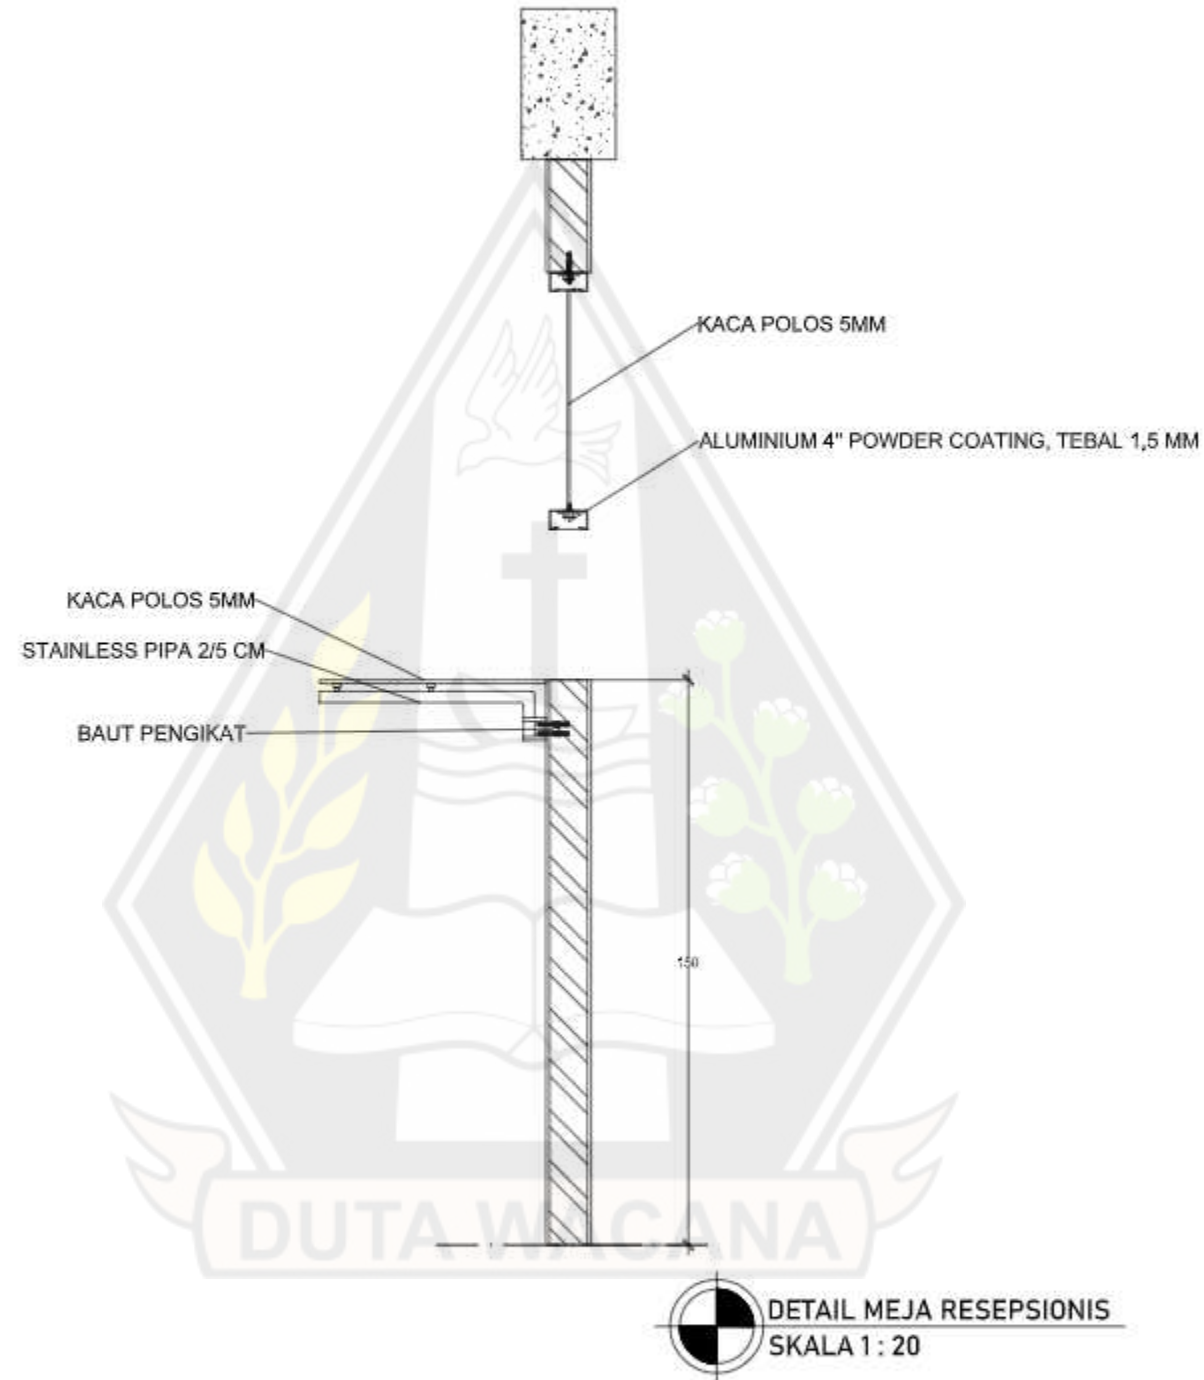 KACA POLOS 5MM
ALUMINIUM 4" POWDER COATING, TEBAL 1,5 MM
KACA POLOS 5MM
STAINLESS PIPA 2/5 CM
BAUT PENGIKAT
150
DUTA WACANA
DETAIL MEJA RESEPSIONIS
SKALA 1 : 20